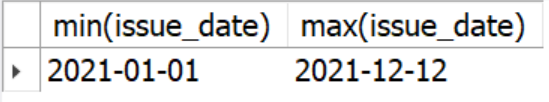 min(issue_date) max(issue_date)
2021-01-01 2021-12-12